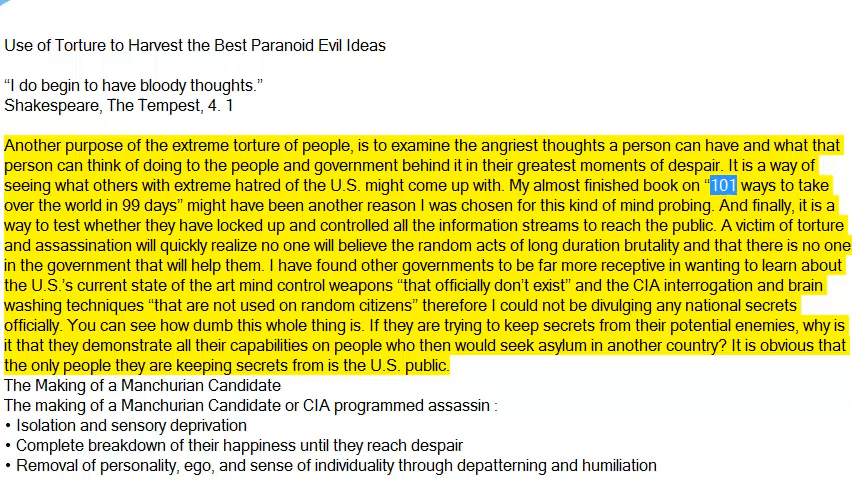 Use of Torture to Harvest the Best Paranoid Evil Ideas
“I do begin to have bloody thoughts.”
Shakespeare, The Tempest, 4. 1
Another purpose of the extreme torture of people, is to examine the angriest thoughts a person can have and what that
person can think of doing to the people and government behind it in their greatest moments of despair. It is a way of
seeing what others with extreme hatred of the U.S. might come up with. My almost finished book on “101 ways to take
over the world in 99 days” might have been another reason I was chosen for this kind of mind probing. And finally, it is a
way to test whether they have locked up and controlled all the information streams to reach the public. A victim of torture
and assassination will quickly realize no one will believe the random acts of long duration brutality and that there is no one
in the government that will help them. I have found other governments to be far more receptive in wanting to learn about
the U.S.’s current state of the art mind control weapons “that officially don’t exist” and the CIA interrogation and brain
washing techniques “that are not used on random citizens” therefore I could not be divulging any national secrets
officially. You can see how dumb this whole thing is. If they are trying to keep secrets from their potential enemies, why is
it that they demonstrate all their capabilities on people who then would seek asylum in another country? It is obvious that
the only people they are keeping secrets from is the U.S. public.
The Making of a Manchurian Candidate
The making of a Manchurian Candidate or CIA programmed assassin :
• Isolation and sensory deprivation
• Complete breakdown of their happiness until they reach despair
• Removal of personality, ego, and sense of individuality through depatterning and humiliation